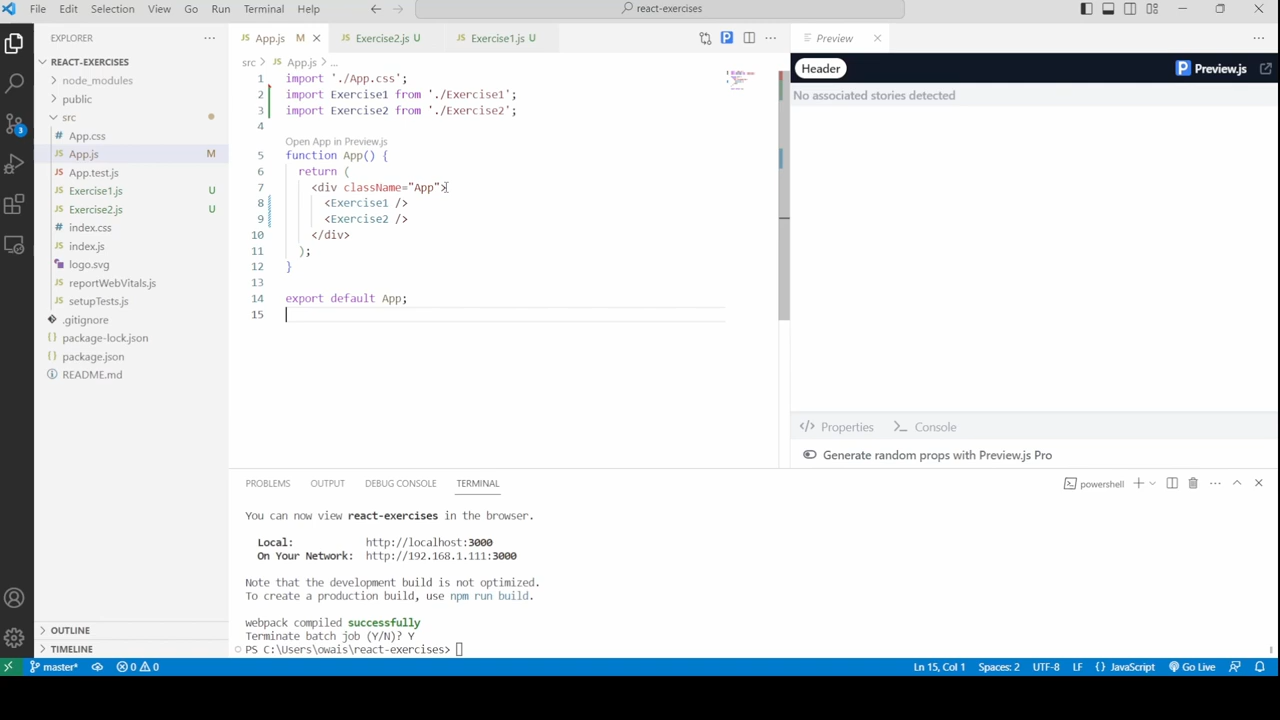 File Edit Selection View Go Run Terminal Help
react-exercises
EXPLORER
REACT-EXERCISES
node_modules
public
src
App.css
App.js M
App.test.js
Exercise1.js U
Exercise2.js U
index.css
index.js
logo.svg
reportWebVitals.js
setupTests.js
.gitignore
package-lock.json
package.json
README.md
OUTLINE
TIMELINE
App.js M
Exercise2.js U
Exercise1.js U
src > App.js > ...
1 import './App.css';
2 import Exercise1 from './Exercise1';
3 import Exercise2 from './Exercise2';
4
Open App in Preview.js
5 function App() {
6 return (
7 <div className="App">
8 <Exercise1 />
9 <Exercise2 />
10 </div>
11 );
12 }
13
14 export default App;
15
Preview
Header
Preview.js
No associated stories detected
Properties
Console
Generate random props with Preview.js Pro
PROBLEMS OUTPUT DEBUG CONSOLE TERMINAL
powershell
You can now view react-exercises in the browser.
Local: http://localhost:3000
On Your Network: http://192.168.1.111:3000
Note that the development build is not optimized.
To create a production build, use npm run build.
webpack compiled successfully
Terminate batch job (Y/N)? Y
PS C:\Users\owais\react-exercises>
3
master* 0 0
Ln 15, Col 1 Spaces: 2 UTF-8 LF {} JavaScript Go Live